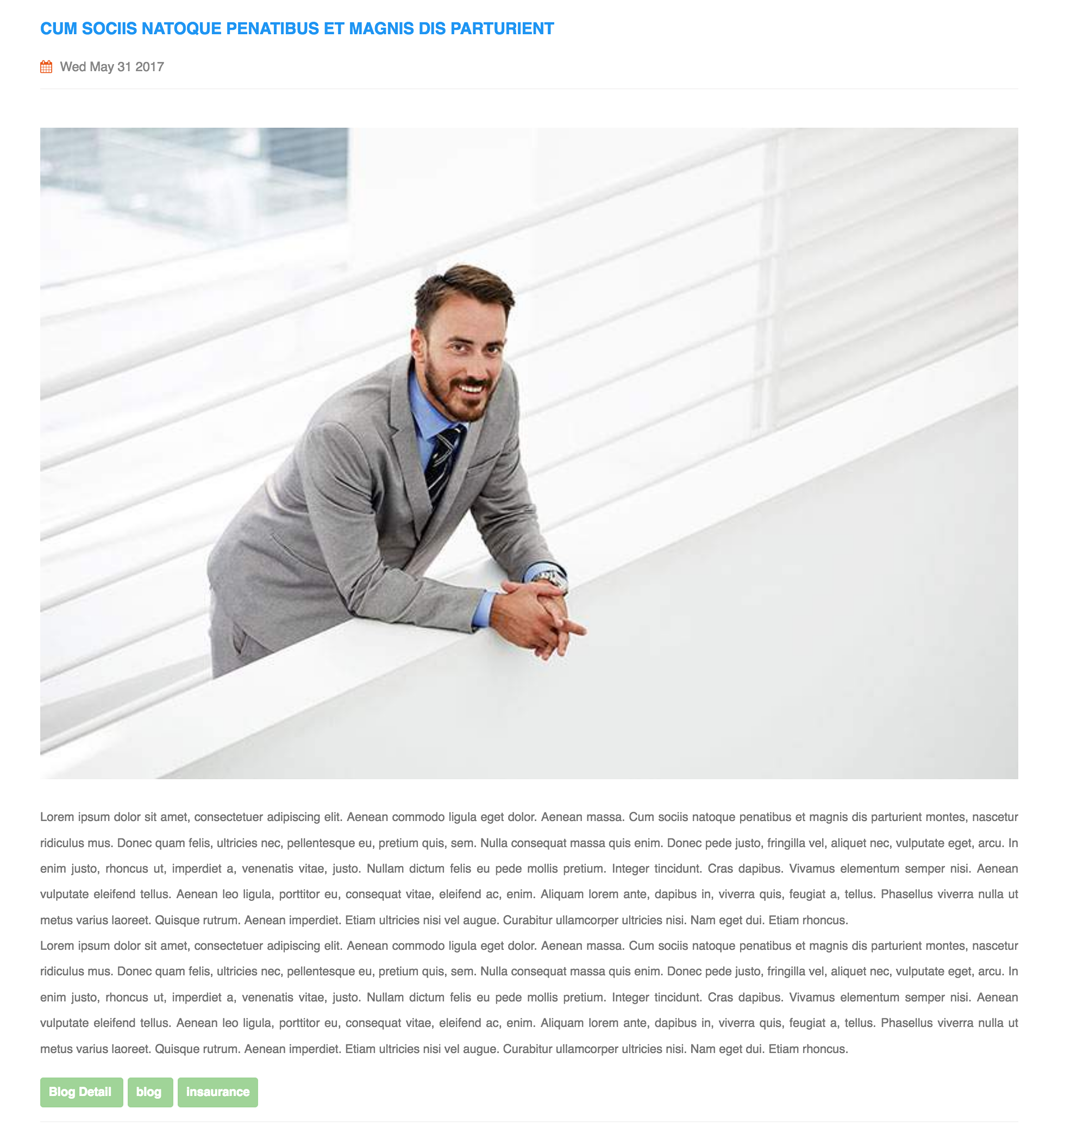 CUM SOCIIS NATOQUE PENATIBUS ET MAGNIS DIS PARTURIENT
Wed May 31 2017
Lorem ipsum dolor sit amet, consectetuer adipiscing elit. Aenean commodo ligula eget dolor. Aenean massa. Cum sociis natoque penatibus et magnis dis parturient montes, nascetur
ridiculus mus. Donec quam felis, ultricies nec, pellentesque eu, pretium quis, sem. Nulla consequat massa quis enim. Donec pede justo, fringilla vel, aliquet nec, vulputate eget, arcu. In
enim justo, rhoncus ut, imperdiet a, venenatis vitae, justo. Nullam dictum felis eu pede mollis pretium. Integer tincidunt. Cras dapibus. Vivamus elementum semper nisi. Aenean
vulputate eleifend tellus. Aenean leo ligula, porttitor eu, consequat vitae, eleifend ac, enim. Aliquam lorem ante, dapibus in, viverra quis, feugiat a, tellus. Phasellus viverra nulla ut
metus varius laoreet. Quisque rutrum. Aenean imperdiet. Etiam ultricies nisi vel augue. Curabitur ullamcorper ultricies nisi. Nam eget dui. Etiam rhoncus.
Lorem ipsum dolor sit amet, consectetuer adipiscing elit. Aenean commodo ligula eget dolor. Aenean massa. Cum sociis natoque penatibus et magnis dis parturient montes, nascetur
ridiculus mus. Donec quam felis, ultricies nec, pellentesque eu, pretium quis, sem. Nulla consequat massa quis enim. Donec pede justo, fringilla vel, aliquet nec, vulputate eget, arcu. In
enim justo, rhoncus ut, imperdiet a, venenatis vitae, justo. Nullam dictum felis eu pede mollis pretium. Integer tincidunt. Cras dapibus. Vivamus elementum semper nisi. Aenean
vulputate eleifend tellus. Aenean leo ligula, porttitor eu, consequat vitae, eleifend ac, enim. Aliquam lorem ante, dapibus in, viverra quis, feugiat a, tellus. Phasellus viverra nulla ut
metus varius laoreet. Quisque rutrum. Aenean imperdiet. Etiam ultricies nisi vel augue. Curabitur ullamcorper ultricies nisi. Nam eget dui. Etiam rhoncus.
Blog Detail blog Insaurance